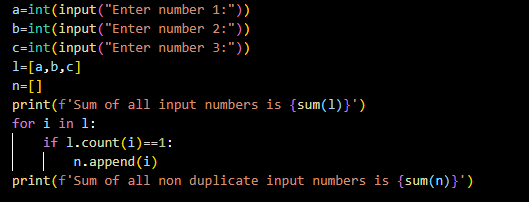 a=int(input("Enter number 1:"))
b=int(input("Enter number 2:"))
c=int(input("Enter number 3:"))
l=[a,b,c]
n=[]
print(f'Sum of all input numbers is {sum(l)}')
for i in l:
    if l.count(i)==1:
        n.append(i)
print(f'Sum of all non duplicate input numbers is {sum(n)}')